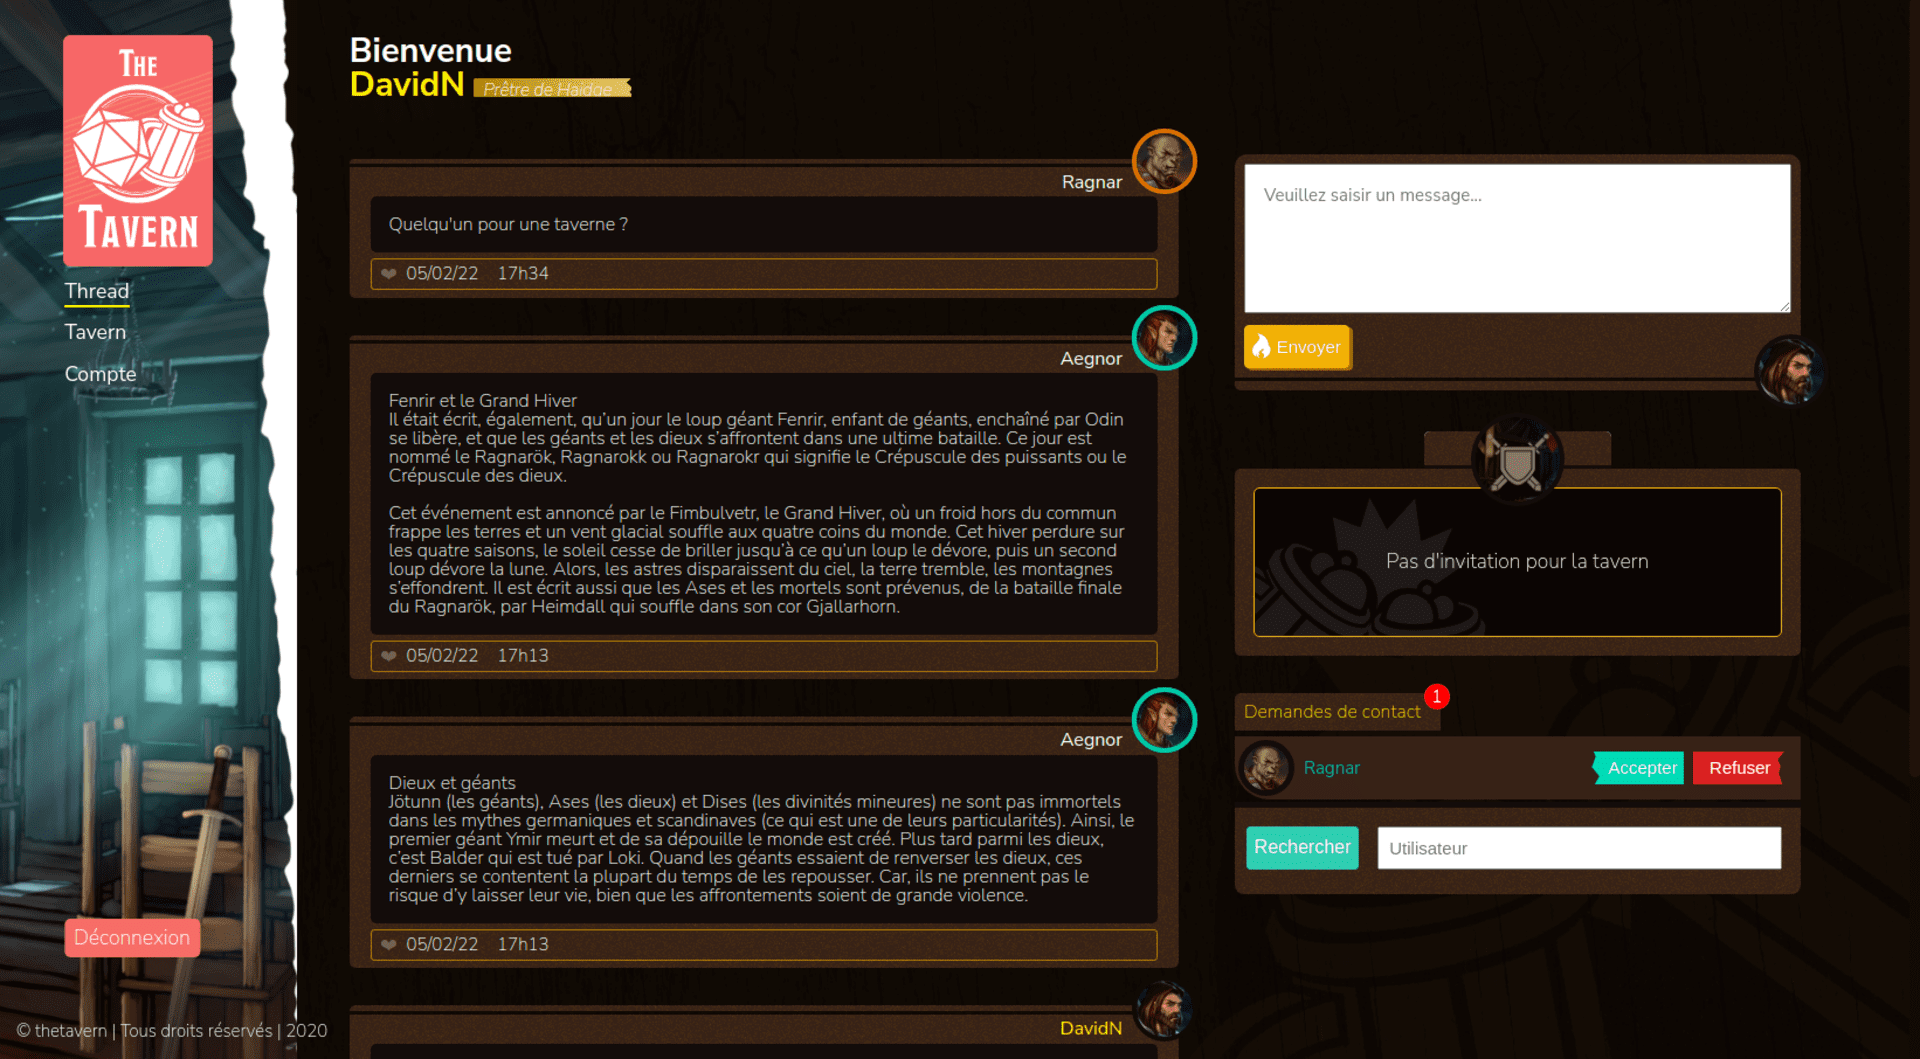 THE
TAVERN
Thread
Tavern
Compte
Déconnexion
© thetavern | Tous droits réservés | 2020
Bienvenue
DavidN Prêtre de Haidge
Ragnar
Quelqu'un pour une taverne ?
05/02/22 17h34
Aegnor
Fenrir et le Grand Hiver
Il était écrit, également, qu’un jour le loup géant Fenrir, enfant de géants, enchaîné par Odin
se libère, et que les géants et les dieux s’affrontent dans une ultime bataille. Ce jour est
nommé le Ragnarök, Ragnarokk ou Ragnarokr qui signifie le Crépuscule des puissants ou le
Crépuscule des dieux.
Cet événement est annoncé par le Fimbulvetr, le Grand Hiver, où un froid hors du commun
frappe les terres et un vent glacial souffle aux quatre coins du monde. Cet hiver perdure sur
les quatre saisons, le soleil cesse de briller jusqu’à ce qu’un loup le dévore, puis un second
loup dévore la lune. Alors, les astres disparaissent du ciel, la terre tremble, les montagnes
s’effondrent. Il est écrit aussi que les Ases et les mortels sont prévenus, de la bataille finale
du Ragnarök, par Heimdall qui souffle dans son cor Gjallarhorn.
05/02/22 17h13
Aegnor
Dieux et géants
Jötunn (les géants), Ases (les dieux) et Dises (les divinités mineures) ne sont pas immortels
dans les mythes germaniques et scandinaves (ce qui est une de leurs particularités). Ainsi, le
premier géant Ymir meurt et de sa dépouille le monde est créé. Plus tard parmi les dieux,
c’est Balder qui est tué par Loki. Quand les géants essaient de renverser les dieux, ces
derniers se contentent la plupart du temps de les repousser. Car, ils ne prennent pas le
risque d’y laisser leur vie, bien que les affrontements soient de grande violence.
05/02/22 17h13
DavidN
Veuillez saisir un message...
Envoyer
Pas d'invitation pour la tavern
Demandes de contact 1
Ragnar Accepter Refuser
Rechercher Utilisateur